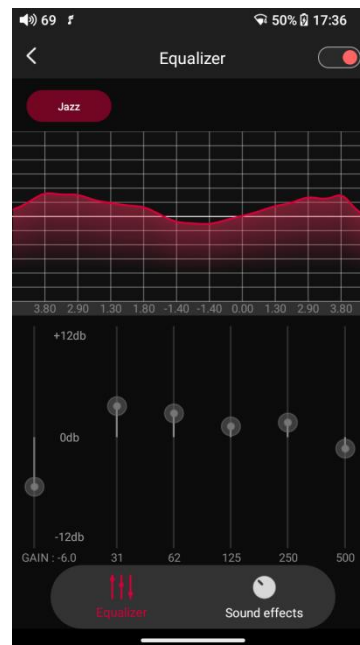 69 50% 17:36
Equalizer
Jazz
3.80 2.90 1.30 1.80 -1.40 -1.40 0.00 1.30 2.90 3.80
+12db
0db
-12db
GAIN : -6.0 31 62 125 250 500
Equalizer Sound effects